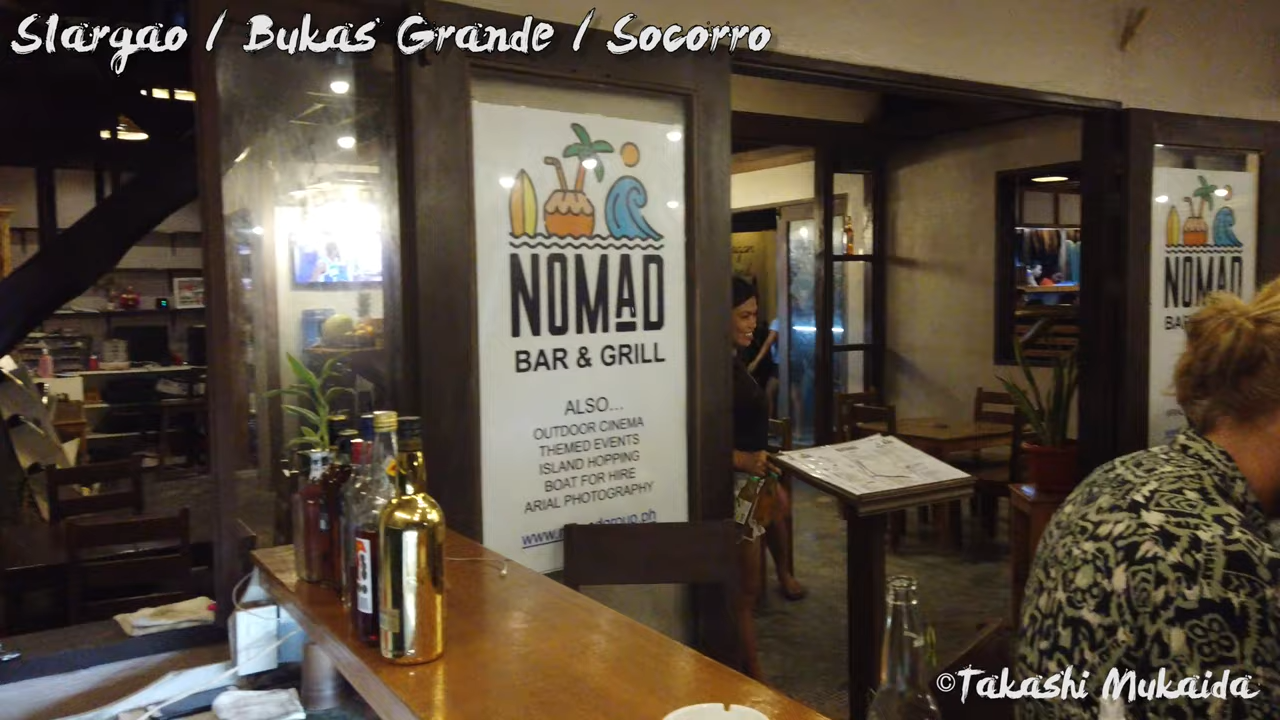 SIargao / Bukas Grande / Socorro
NOMAD
BAR & GRILL
ALSO...
OUTDOOR CINEMA
THEMED EVENTS
ISLAND HOPPING
BOAT FOR HIRE
ARIAL PHOTOGRAPHY
NOMAD
©Takashi Mukaida